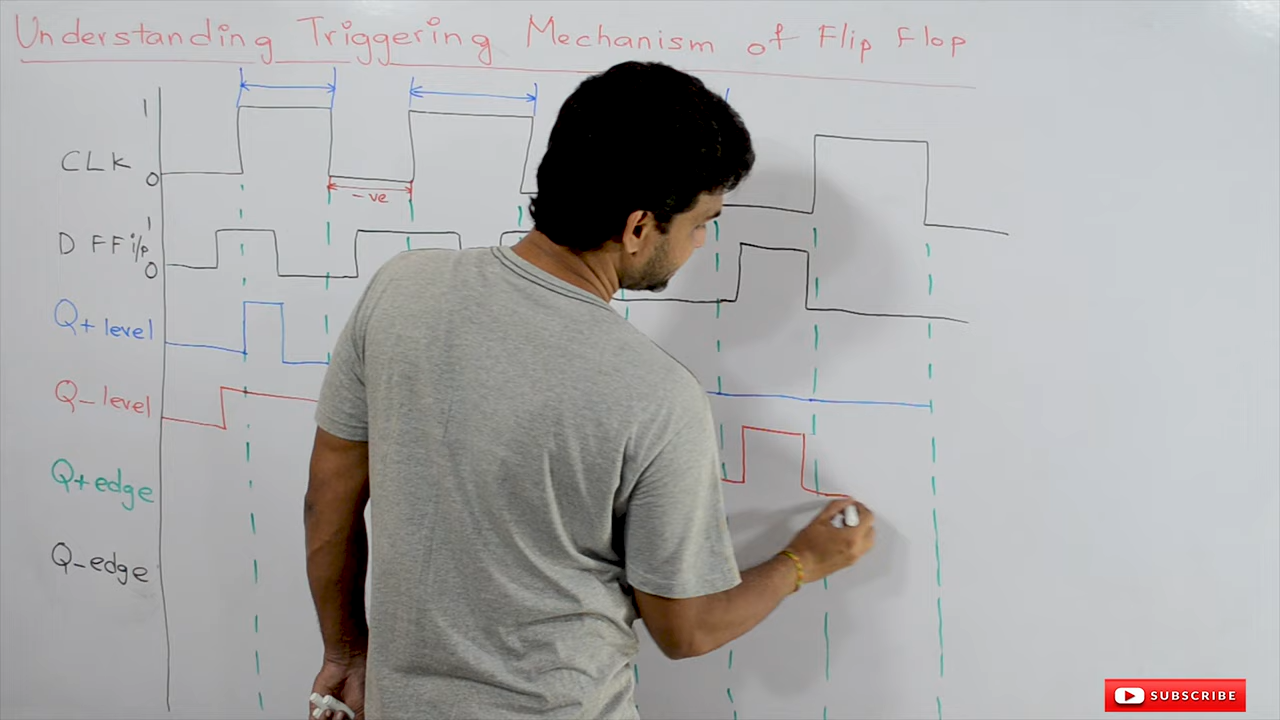 Understanding Triggering Mechanism of Flip Flop
1
CLK
0
- ve
1
D FF i/p
0
Q+ level
Q- level
Q+ edge
Q- edge
SUBSCRIBE